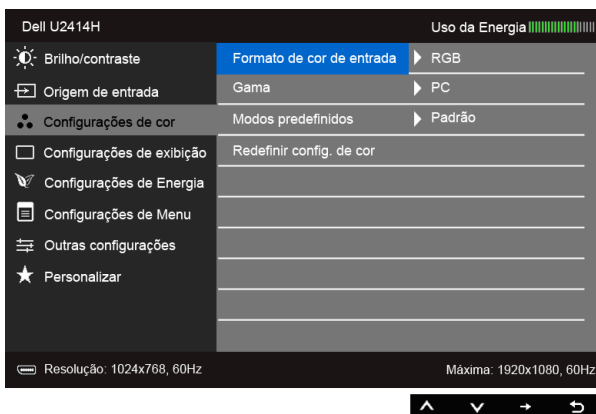 Dell U2414H Uso da Energia
Brilho/contraste Formato de cor de entrada RGB
Origem de entrada Gama PC
Configurações de cor Modos predefinidos Padrão
Configurações de exibição Redefinir config. de cor
Configurações de Energia
Configurações de Menu
Outras configurações
Personalizar
Resolução: 1024x768, 60Hz Máxima: 1920x1080, 60Hz